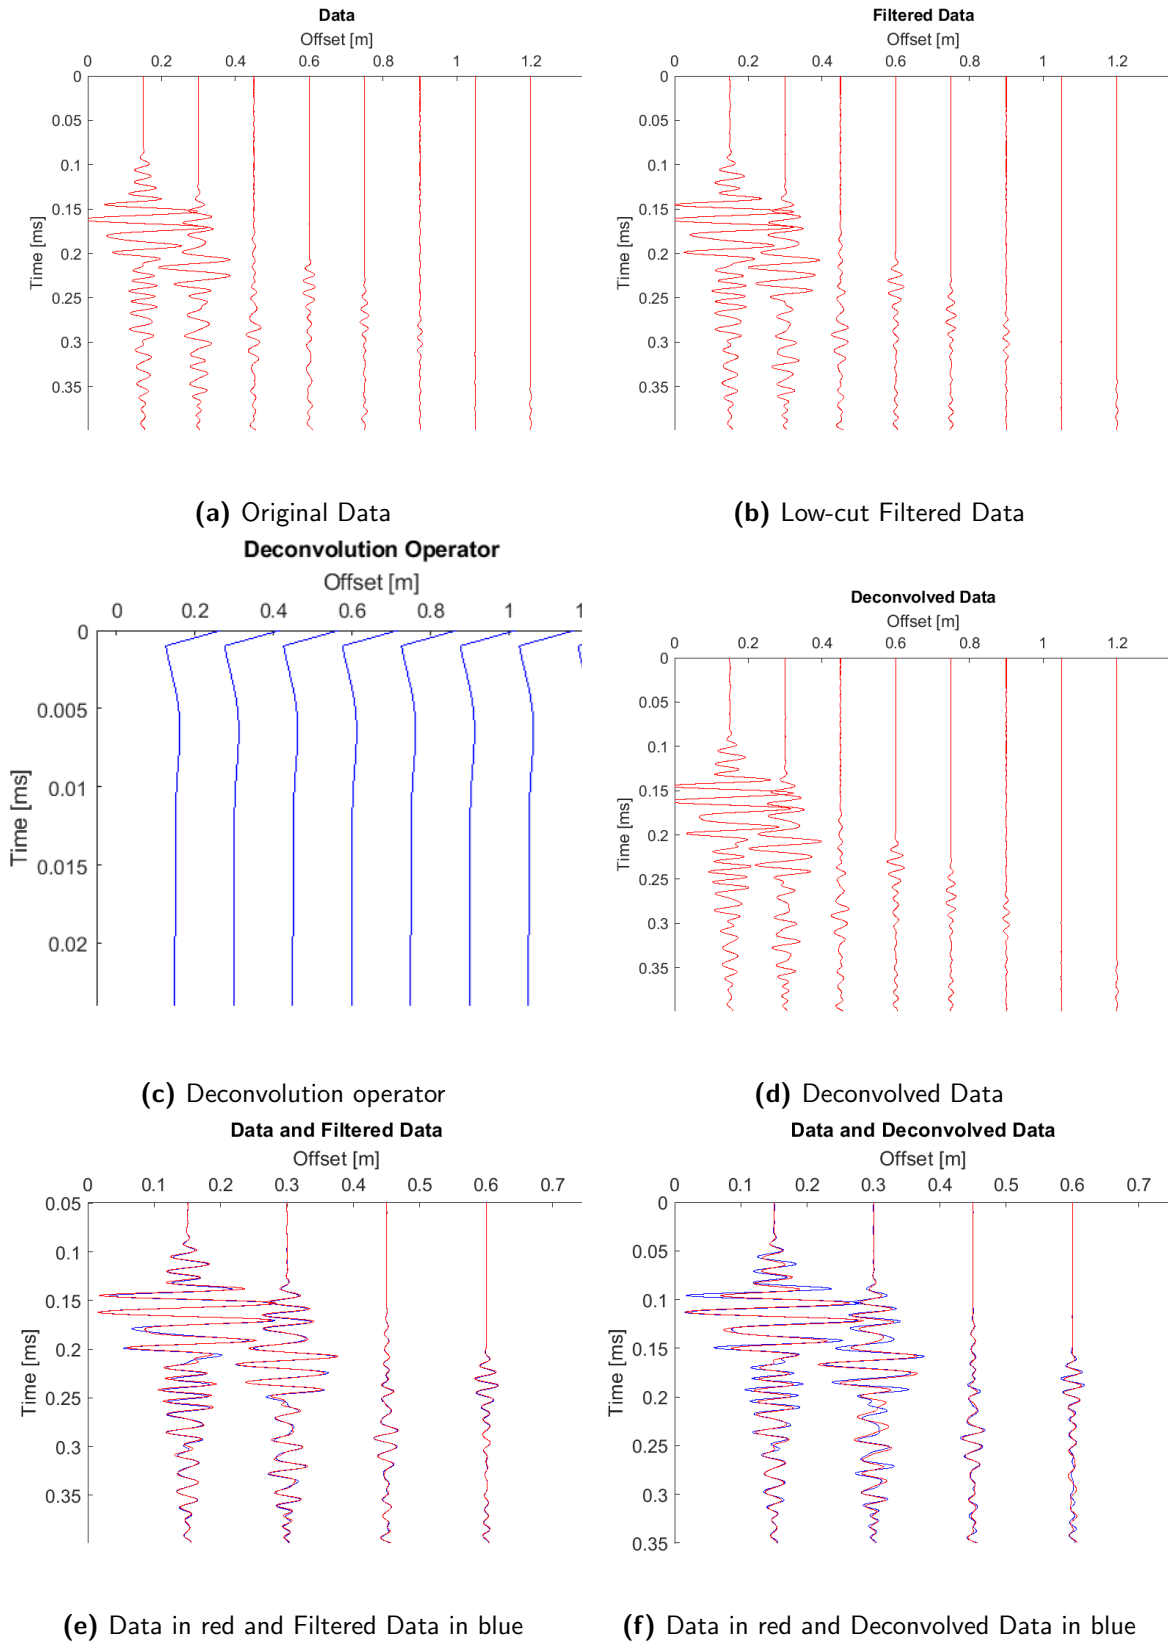 Data
Offset [m]
0 0.2 0.4 0.6 0.8 1 1.2
0
0.05
0.1
0.15
0.2
0.25
0.3
0.35
Time [ms]
(a) Original Data
Filtered Data
Offset [m]
0 0.2 0.4 0.6 0.8 1 1.2
0
0.05
0.1
0.15
0.2
0.25
0.3
0.35
Time [ms]
(b) Low-cut Filtered Data
Deconvolution Operator
Offset [m]
0 0.2 0.4 0.6 0.8 1 1
0
0.005
0.01
0.015
0.02
Time [ms]
(c) Deconvolution operator
Deconvolved Data
Offset [m]
0 0.2 0.4 0.6 0.8 1 1.2
0
0.05
0.1
0.15
0.2
0.25
0.3
0.35
Time [ms]
(d) Deconvolved Data
Data and Filtered Data
Offset [m]
0 0.1 0.2 0.3 0.4 0.5 0.6 0.7
0.05
0.1
0.15
0.2
0.25
0.3
0.35
Time [ms]
(e) Data in red and Filtered Data in blue
Data and Deconvolved Data
Offset [m]
0 0.1 0.2 0.3 0.4 0.5 0.6 0.7
0
0.05
0.1
0.15
0.2
0.25
0.3
0.35
Time [ms]
(f) Data in red and Deconvolved Data in blue